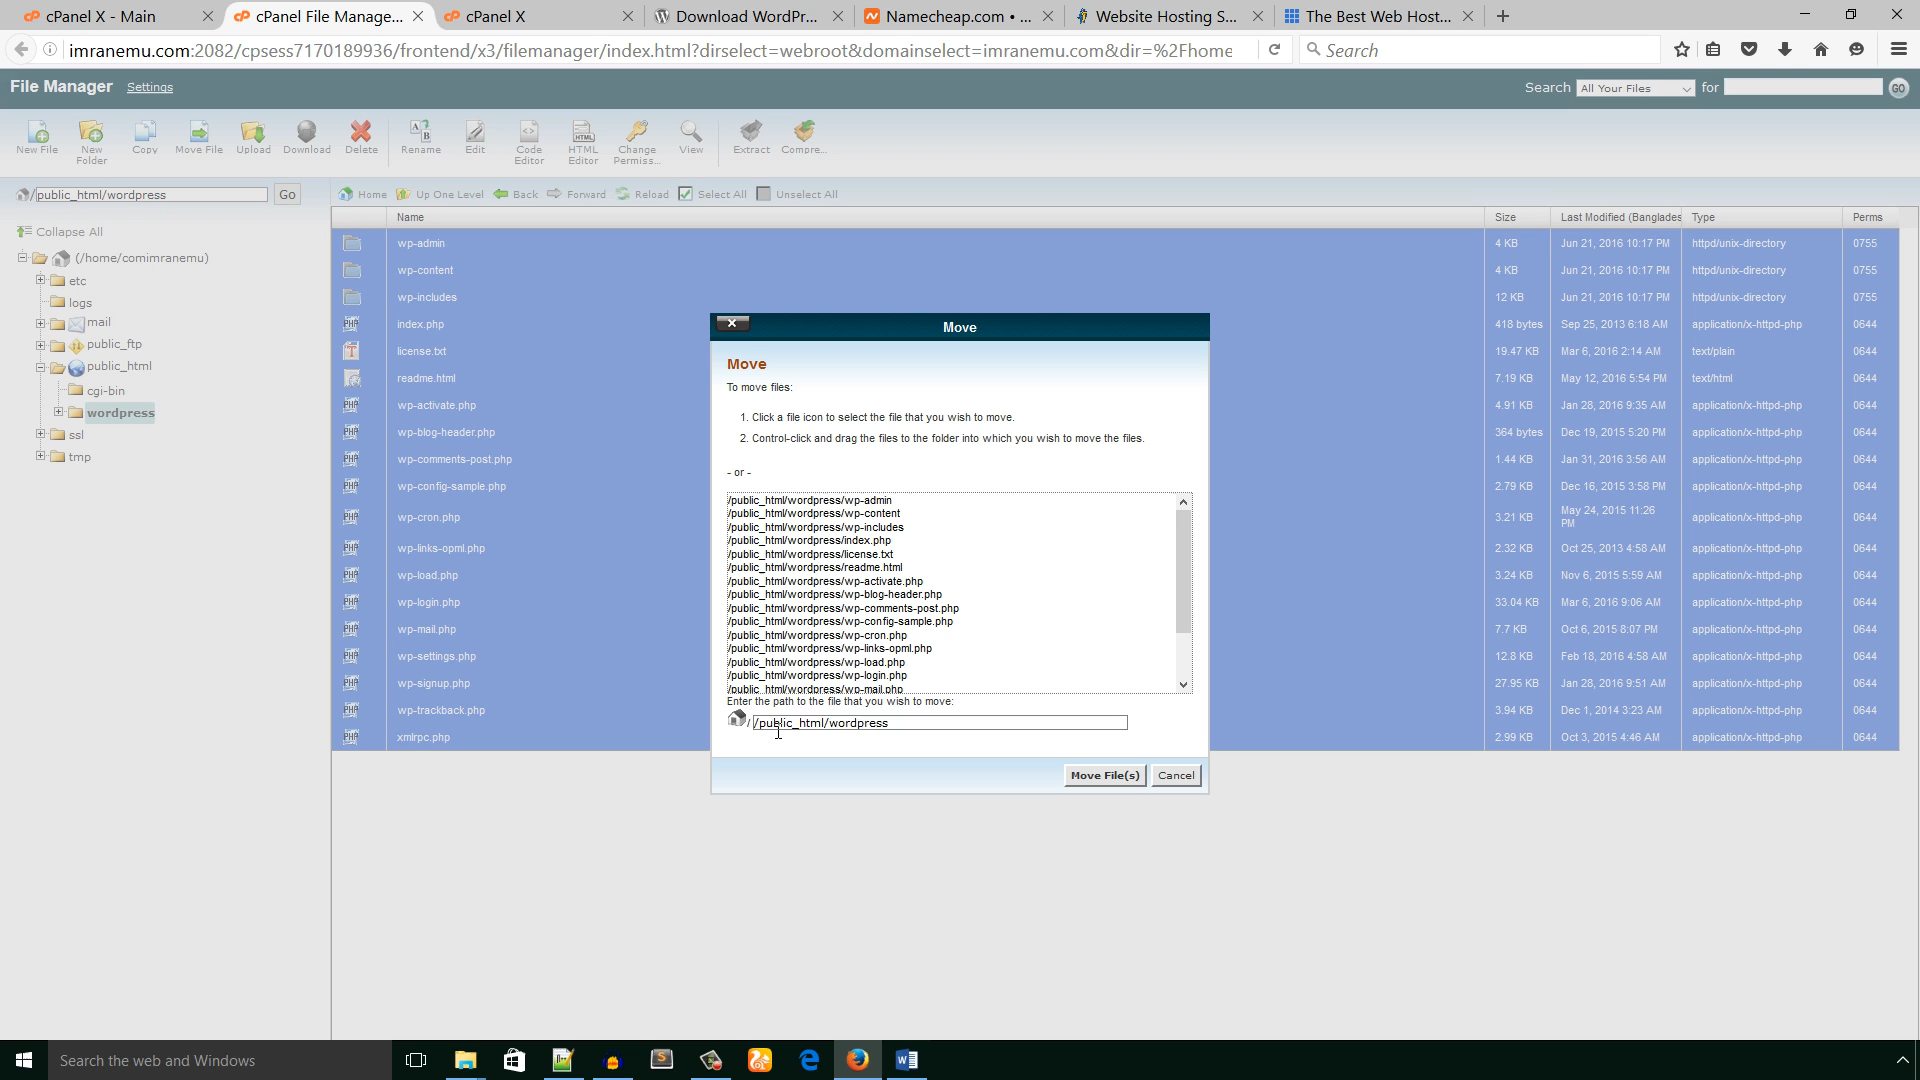 cPanel X - Main
cPanel File Manage...
cPanel X
Download WordPr...
Namecheap.com • ...
Website Hosting S...
The Best Web Host...
imranemu.com:2082/cpsess7170189936/frontend/x3/filemanager/index.html?dirselect=webroot&domainselect=imranemu.com&dir=%2Fhome
Search
File Manager Settings
Search All Your Files for GO
New File
New Folder
Copy
Move File
Upload
Download
Delete
Rename
Edit
Code Editor
HTML Editor
Change Permiss...
View
Extract
Compre...
/public_html/wordpress Go
Home Up One Level Back Forward Reload Select All Unselect All
Collapse All
(/home/comimranemu)
etc
logs
mail
public_ftp
public_html
cgi-bin
wordpress
ssl
tmp
Name Size Last Modified (Banglades Type Perms
wp-admin 4 KB Jun 21, 2016 10:17 PM httpd/unix-directory 0755
wp-content 4 KB Jun 21, 2016 10:17 PM httpd/unix-directory 0755
wp-includes 12 KB Jun 21, 2016 10:17 PM httpd/unix-directory 0755
index.php 418 bytes Sep 25, 2013 6:18 AM application/x-httpd-php 0644
license.txt 19.47 KB Mar 6, 2016 2:14 AM text/plain 0644
readme.html 7.19 KB May 12, 2016 5:54 PM text/html 0644
wp-activate.php 4.91 KB Jan 28, 2016 9:35 AM application/x-httpd-php 0644
wp-blog-header.php 364 bytes Dec 19, 2015 5:20 PM application/x-httpd-php 0644
wp-comments-post.php 1.44 KB Jan 31, 2016 3:56 AM application/x-httpd-php 0644
wp-config-sample.php 2.79 KB Dec 16, 2015 3:58 PM application/x-httpd-php 0644
wp-cron.php 3.21 KB May 24, 2015 11:26 PM application/x-httpd-php 0644
wp-links-opml.php 2.32 KB Oct 25, 2013 4:58 AM application/x-httpd-php 0644
wp-load.php 3.24 KB Nov 6, 2015 5:59 AM application/x-httpd-php 0644
wp-login.php 33.04 KB Mar 6, 2016 9:06 AM application/x-httpd-php 0644
wp-mail.php 7.7 KB Oct 6, 2015 8:07 PM application/x-httpd-php 0644
wp-settings.php 12.8 KB Feb 18, 2016 4:58 AM application/x-httpd-php 0644
wp-signup.php 27.95 KB Jan 28, 2016 9:51 AM application/x-httpd-php 0644
wp-trackback.php 3.94 KB Dec 1, 2014 3:23 AM application/x-httpd-php 0644
xmlrpc.php 2.99 KB Oct 3, 2015 4:46 AM application/x-httpd-php 0644
Move
Move
To move files:
1. Click a file icon to select the file that you wish to move.
2. Control-click and drag the files to the folder into which you wish to move the files.
- or -
/public_html/wordpress/wp-admin
/public_html/wordpress/wp-content
/public_html/wordpress/wp-includes
/public_html/wordpress/index.php
/public_html/wordpress/license.txt
/public_html/wordpress/readme.html
/public_html/wordpress/wp-activate.php
/public_html/wordpress/wp-blog-header.php
/public_html/wordpress/wp-comments-post.php
/public_html/wordpress/wp-config-sample.php
/public_html/wordpress/wp-cron.php
/public_html/wordpress/wp-links-opml.php
/public_html/wordpress/wp-load.php
/public_html/wordpress/wp-login.php
/public_html/wordpress/wp-mail.php
Enter the path to the file that you wish to move:
/ /public_html/wordpress
Move File(s) Cancel
Search the web and Windows